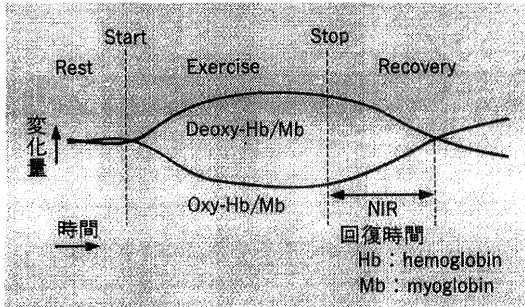 Start
Stop
Rest
Exercise
Recovery
変化量
Deoxy-Hb/Mb
Oxy-Hb/Mb
NIR
回復時間
時間
Hb：hemoglobin
Mb：myoglobin